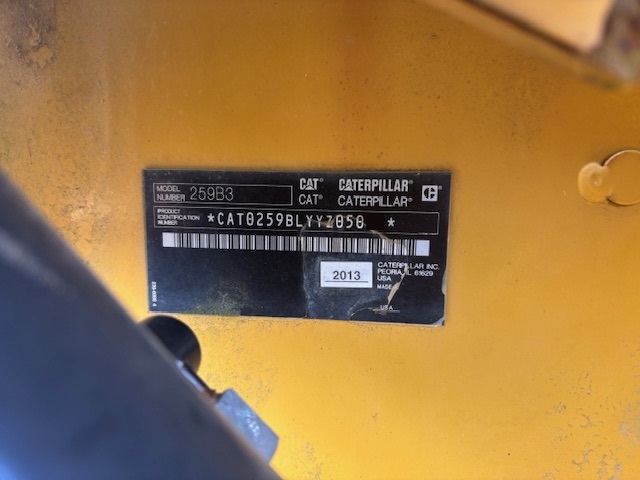 MODEL NUMBER 259B3
CAT CATERPILLAR
CAT® CATERPILLAR®
PRODUCT IDENTIFICATION NUMBER
2013
CATERPILLAR INC.
PEORIA, IL 61629
USA
MADE
USA